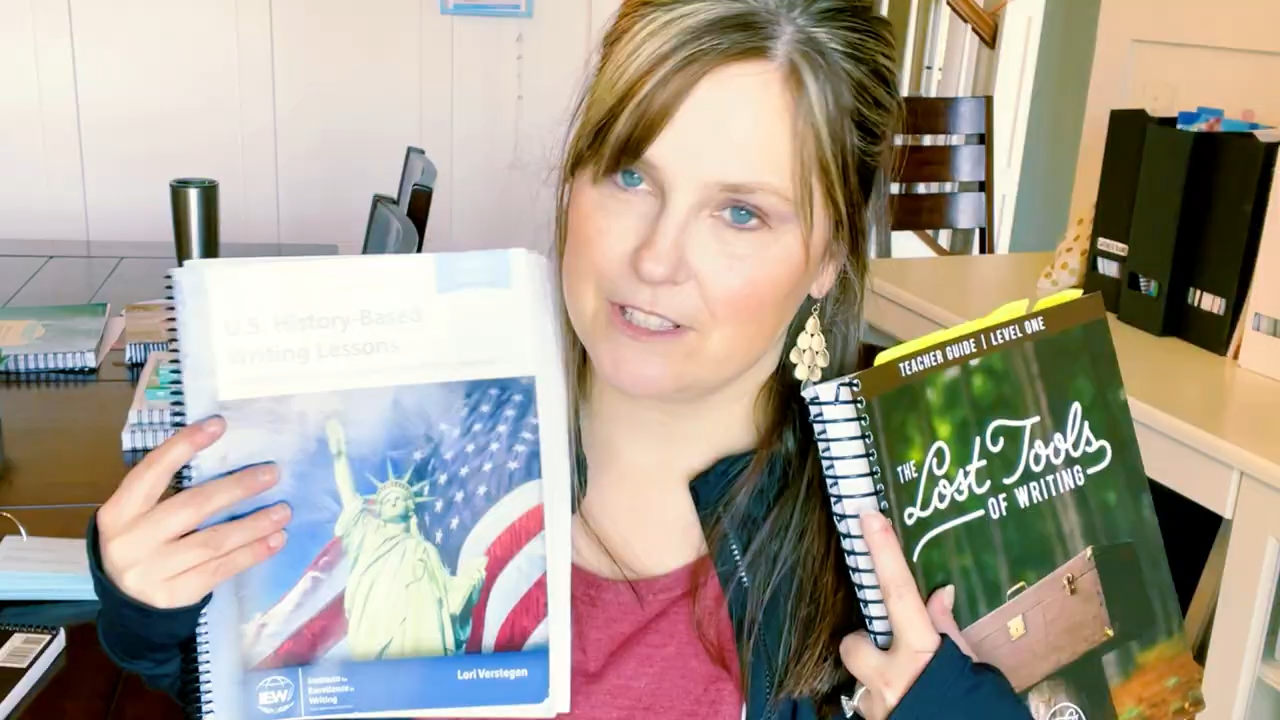 U.S. History-Based
Writing Lessons
Lori Verstegen
IEW
Institute for
Excellence in
Writing
TEACHER GUIDE | LEVEL ONE
THE
Lost Tools
OF WRITING